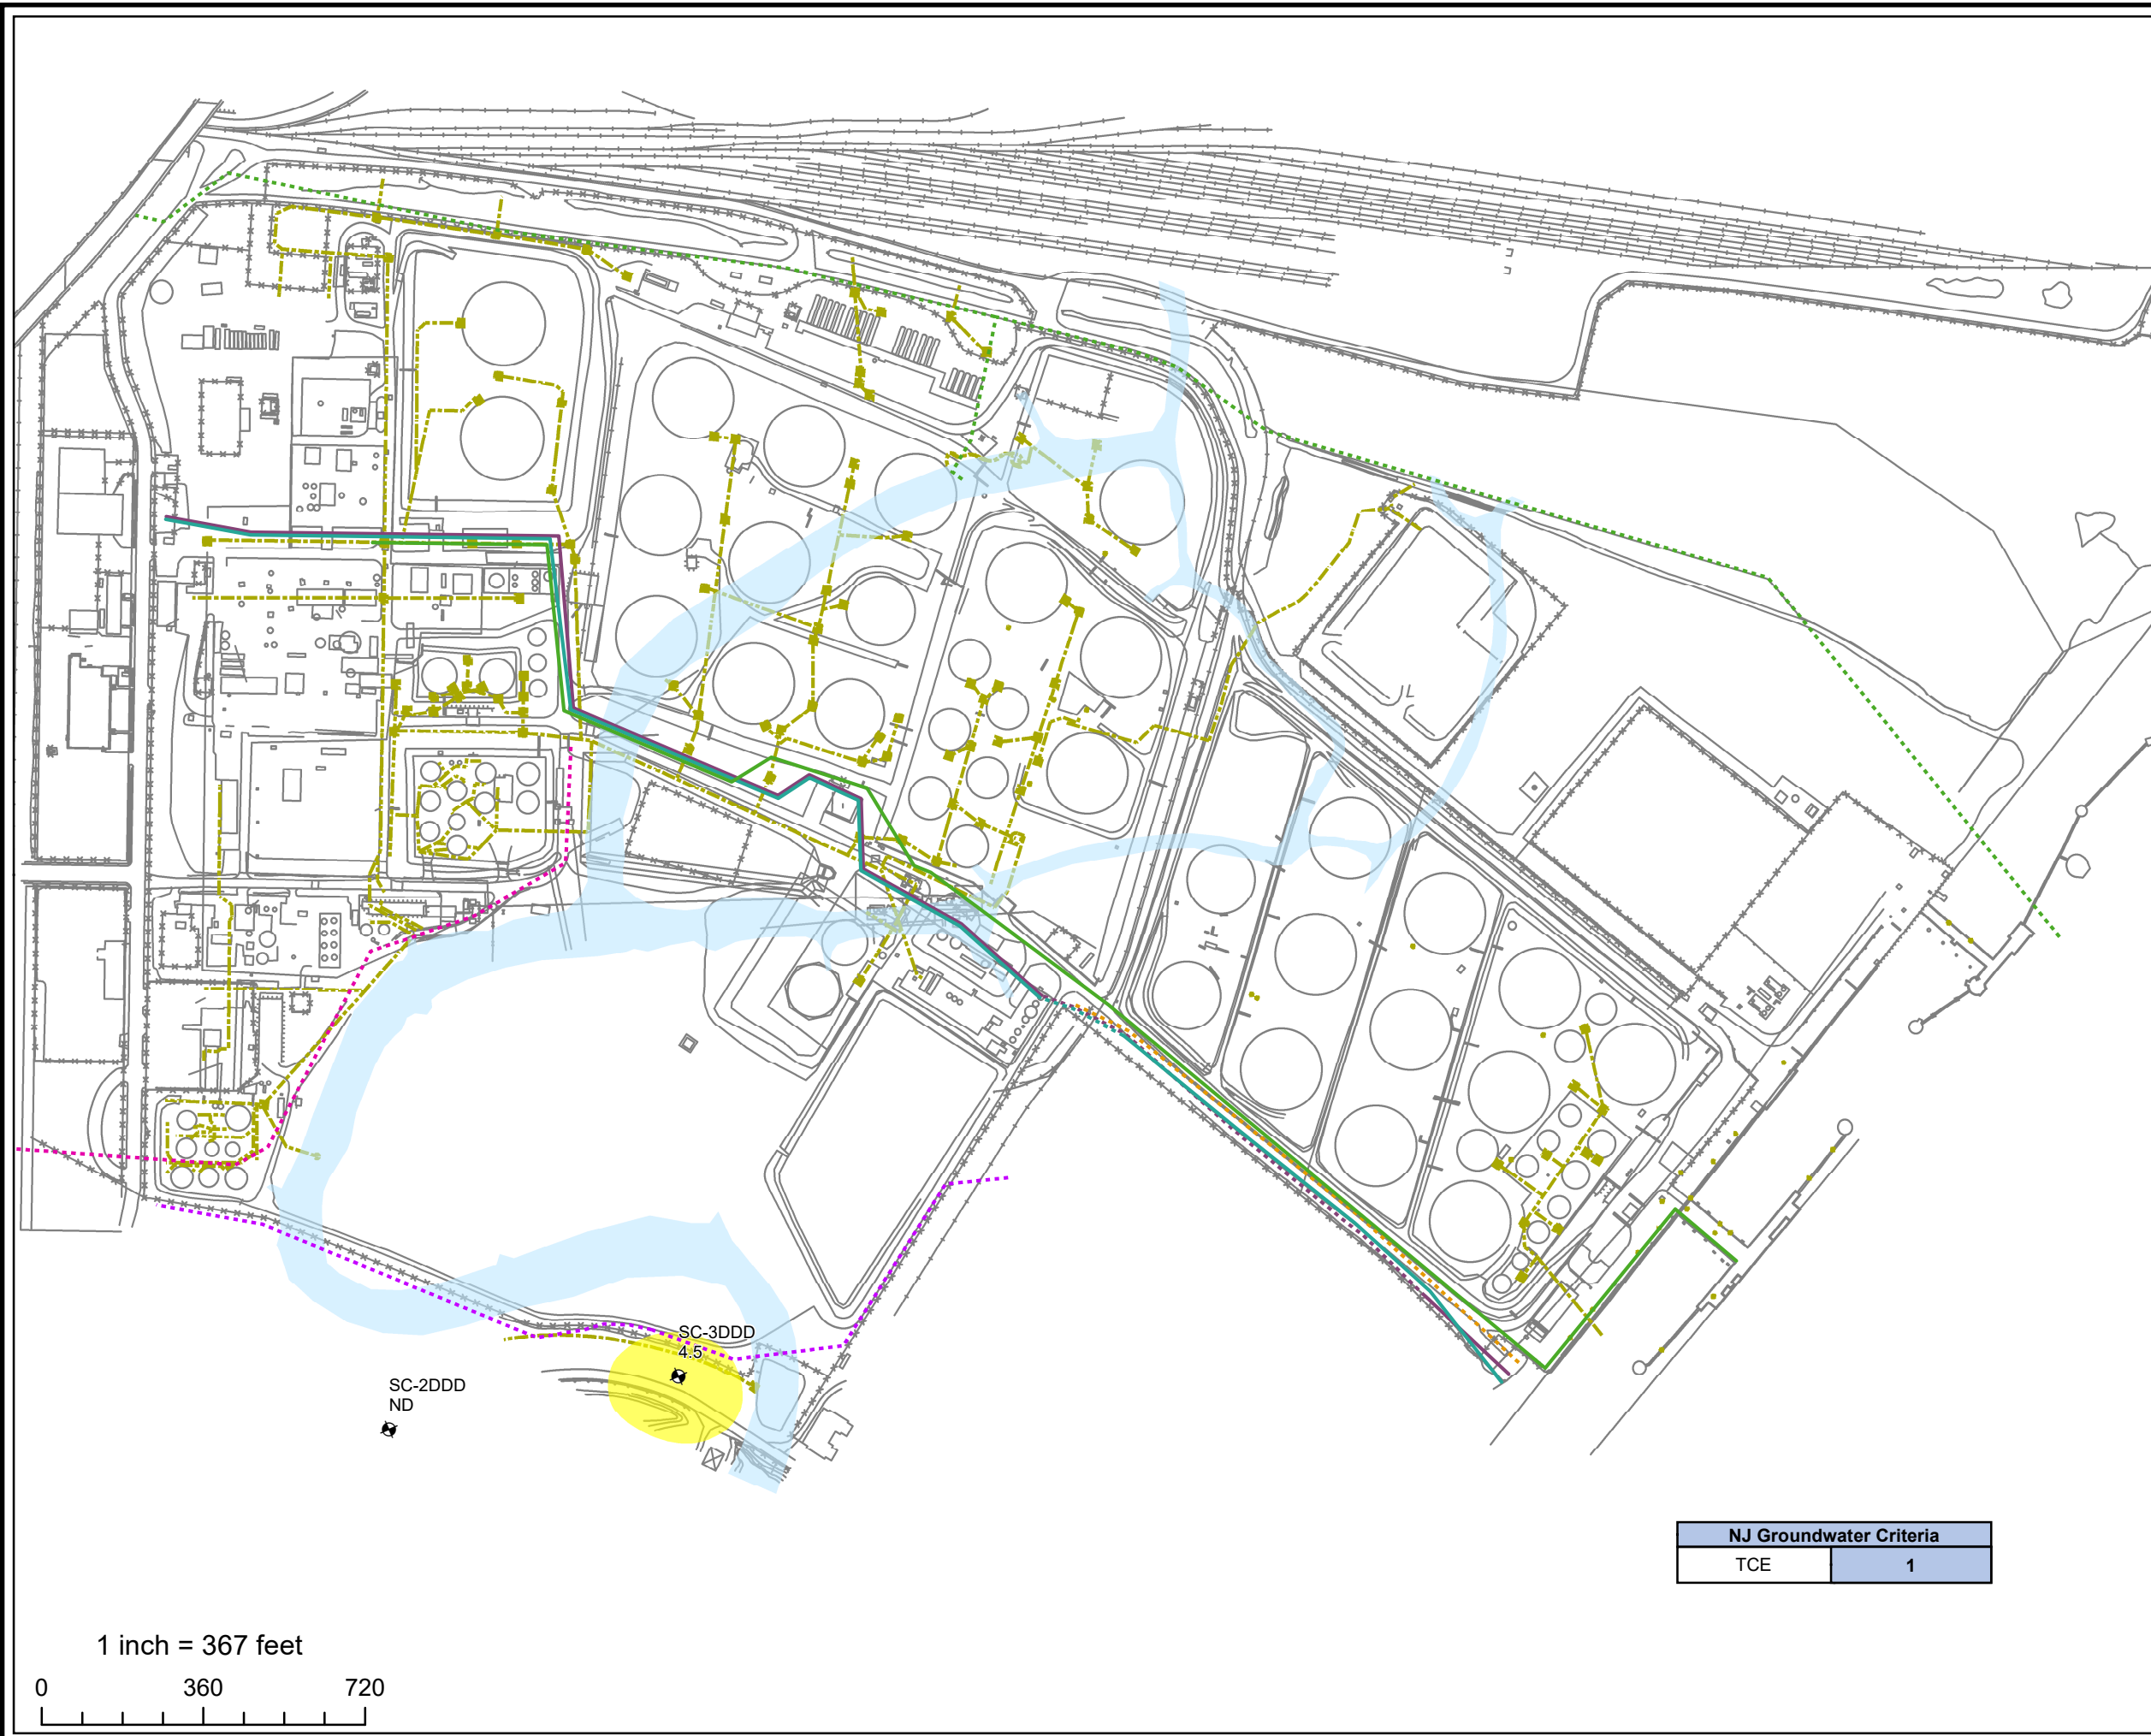 SC-3DDD
4.5
SC-2DDD
ND
NJ Groundwater Criteria
TCE 1
1 inch = 367 feet
0 360 720